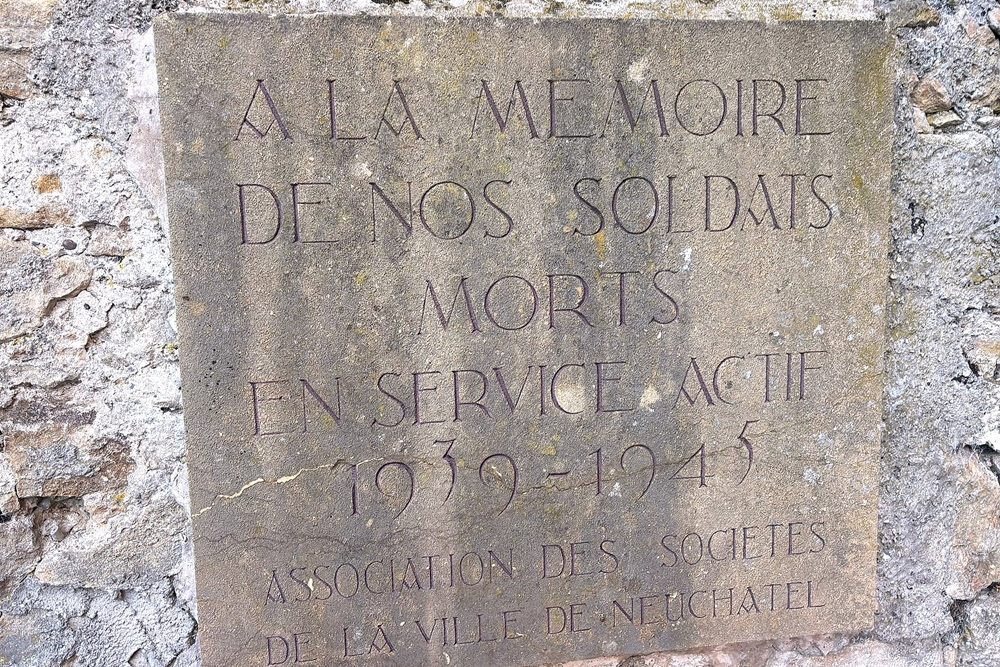 A LA MEMOIRE
DE NOS SOLDATS
MORTS
EN SERVICE ACTIF
1939-1945
ASSOCIATION DES SOCIETES
DE LA VILLE DE NEUCHATEL